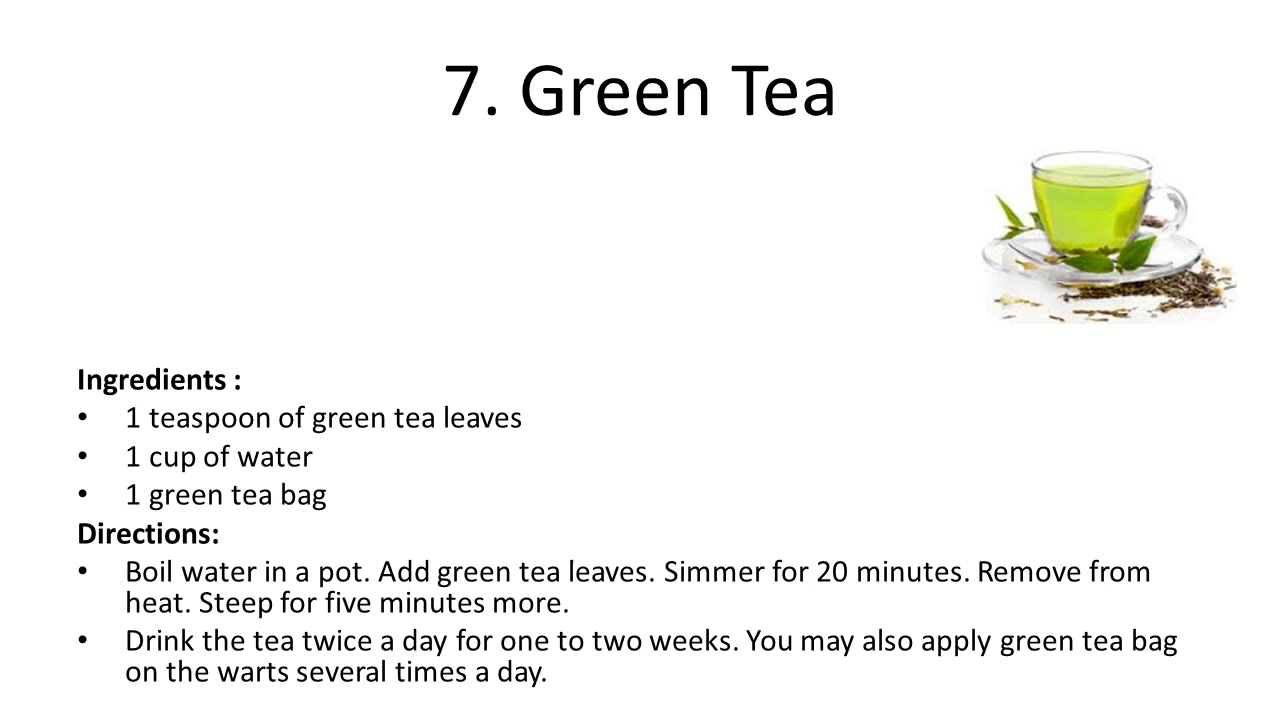 7. Green Tea
Ingredients :
• 1 teaspoon of green tea leaves
• 1 cup of water
• 1 green tea bag
Directions:
• Boil water in a pot. Add green tea leaves. Simmer for 20 minutes. Remove from
heat. Steep for five minutes more.
• Drink the tea twice a day for one to two weeks. You may also apply green tea bag
on the warts several times a day.